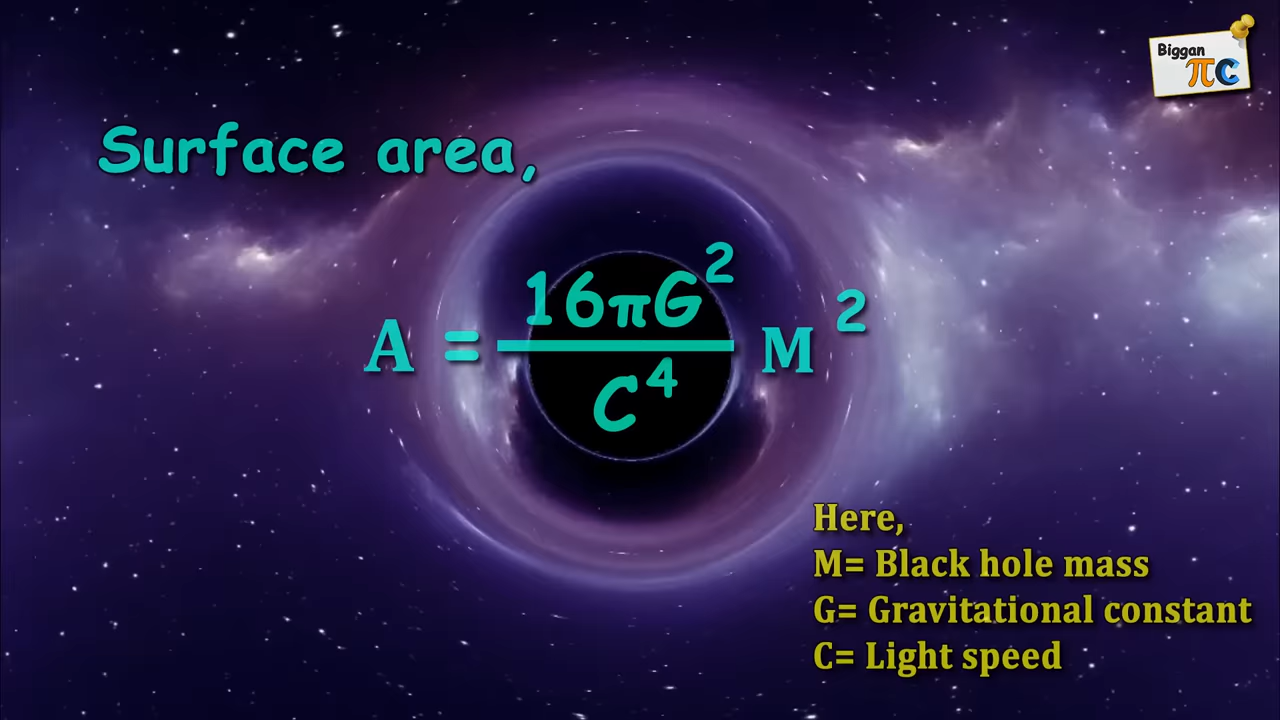 Biggan
πC
Surface area,
A = 16πG² / C⁴ M²
Here,
M= Black hole mass
G= Gravitational constant
C= Light speed